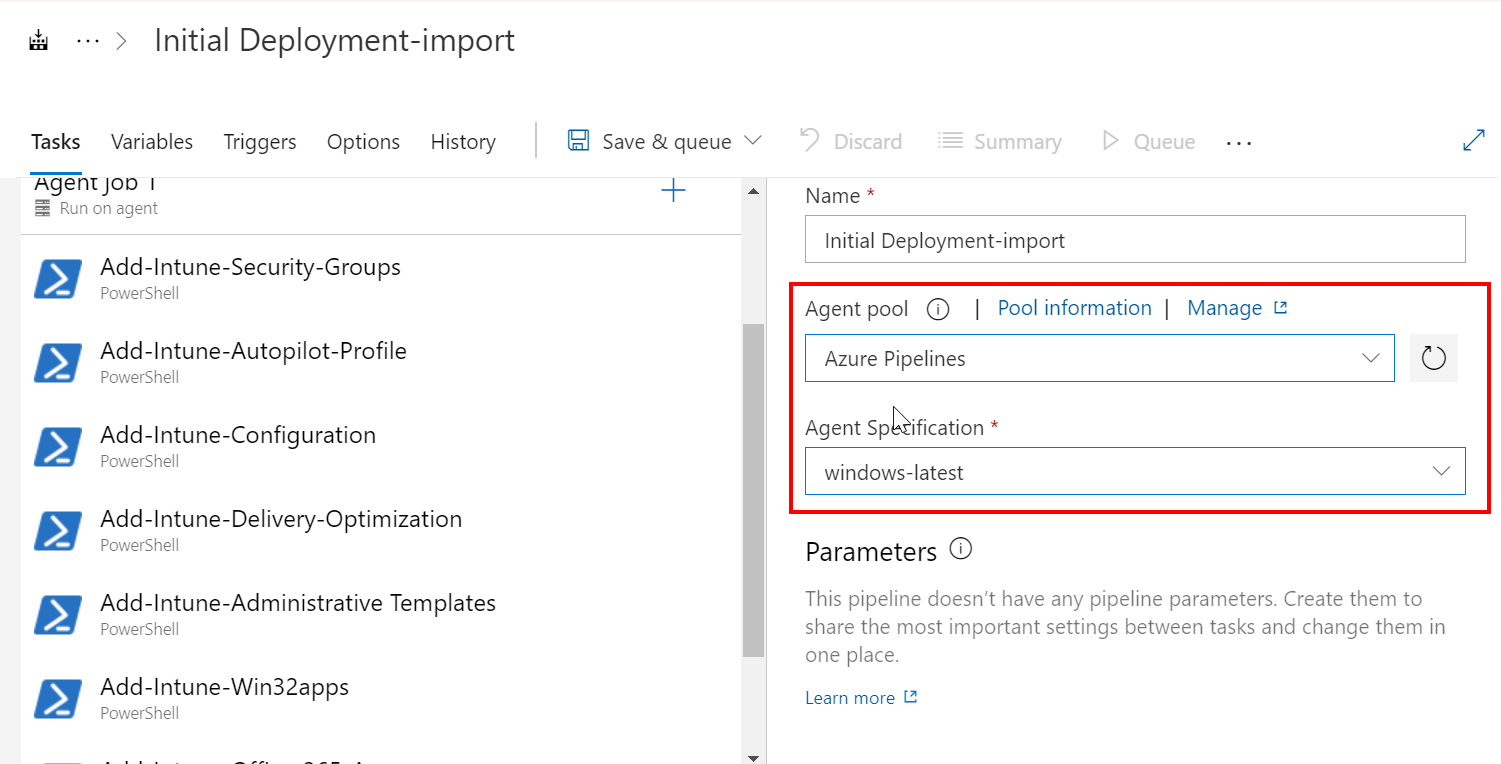 Initial Deployment-import
Tasks Variables Triggers Options History Save & queue Discard Summary Queue
Agent job 1
Run on agent
Add-Intune-Security-Groups
PowerShell
Add-Intune-Autopilot-Profile
PowerShell
Add-Intune-Configuration
PowerShell
Add-Intune-Delivery-Optimization
PowerShell
Add-Intune-Administrative Templates
PowerShell
Add-Intune-Win32apps
PowerShell
Name *
Initial Deployment-import
Agent pool | Pool information | Manage
Azure Pipelines
Agent Specification *
windows-latest
Parameters
This pipeline doesn’t have any pipeline parameters. Create them to
share the most important settings between tasks and change them in
one place.
Learn more